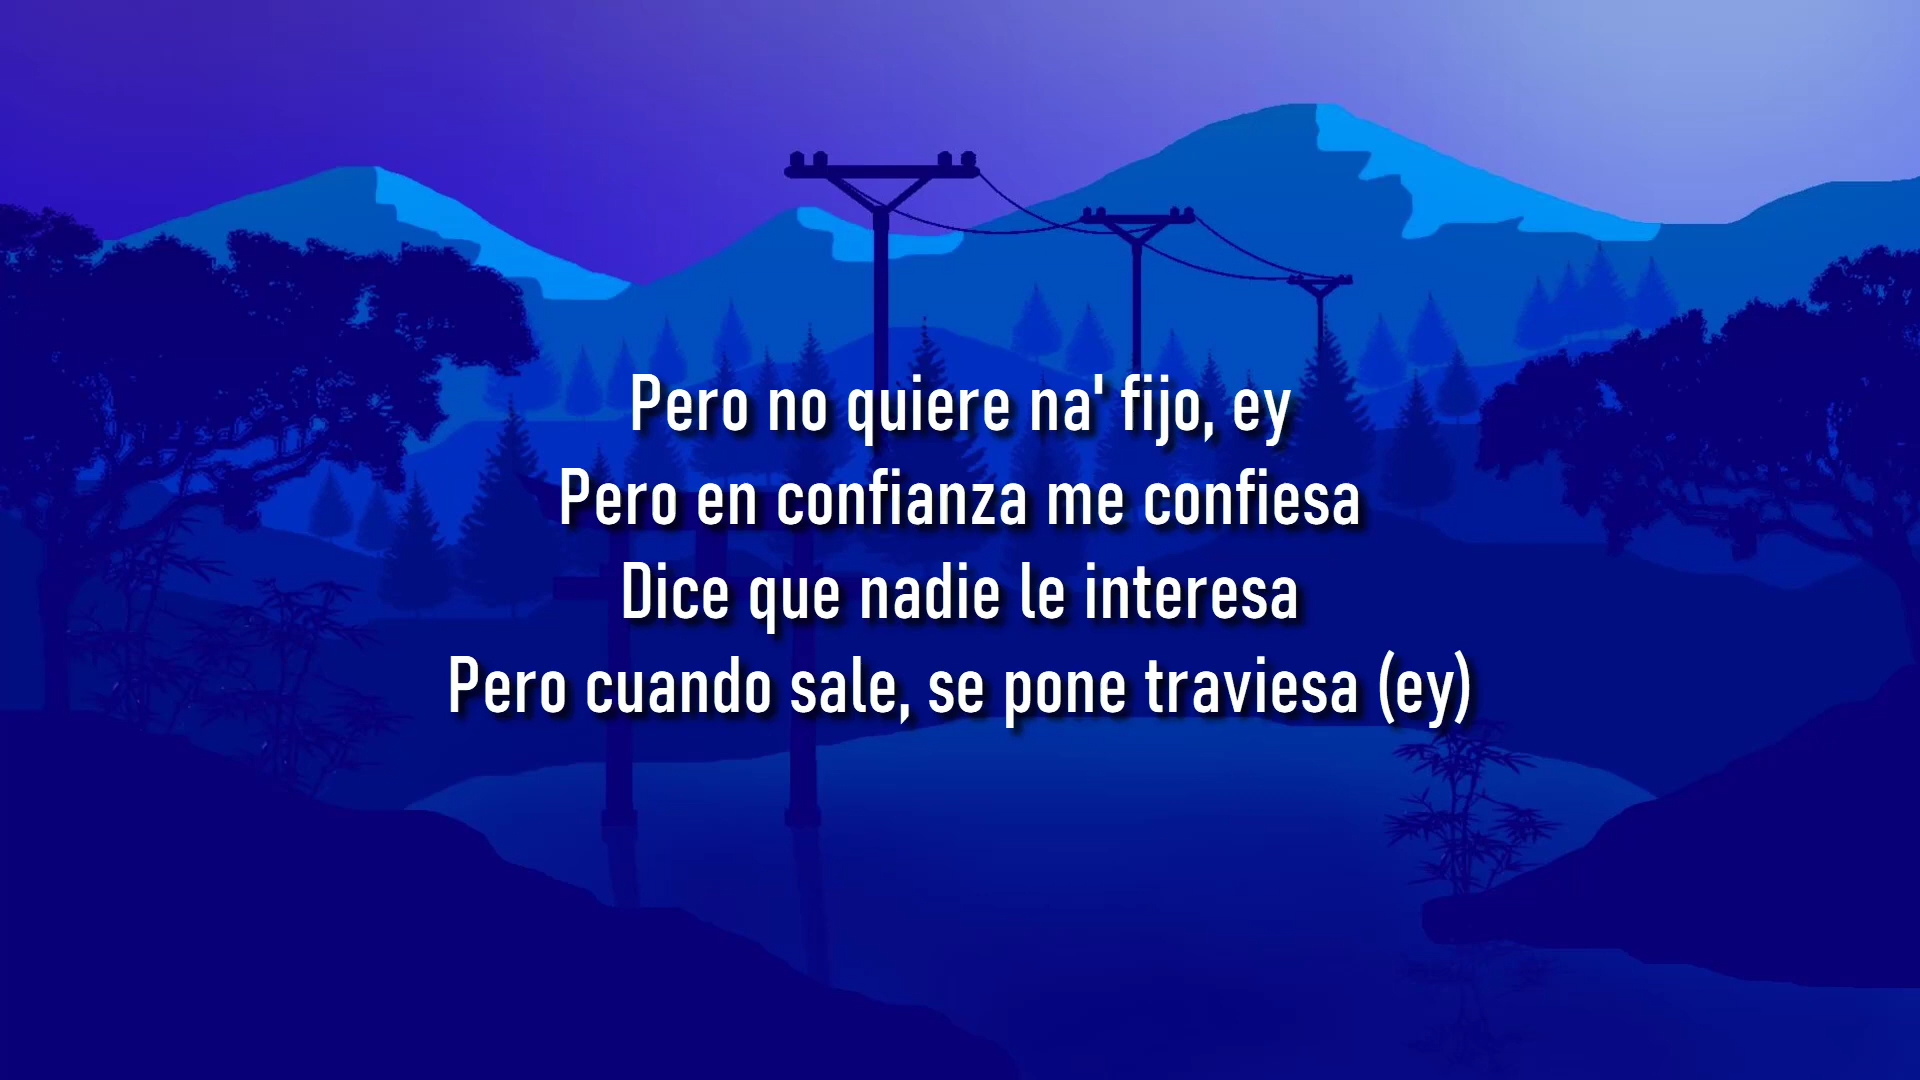 Pero no quiere na' fijo, ey
Pero en confianza me confiesa
Dice que nadie le interesa
Pero cuando sale, se pone traviesa (ey)